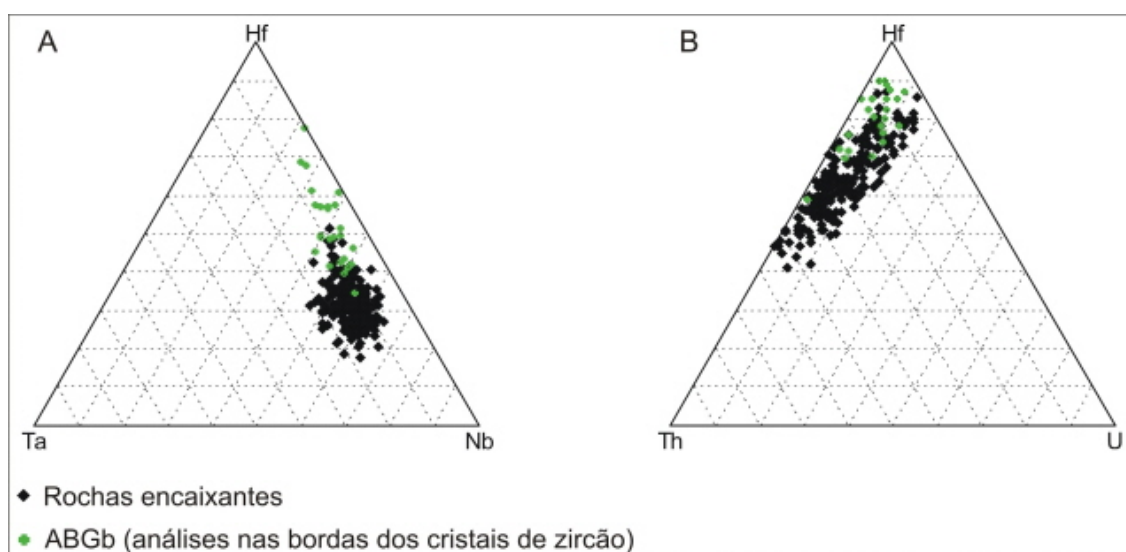 A
Hf
Ta
Nb
B
Hf
Th
U
Rochas encaixantes
ABGb (análises nas bordas dos cristais de zircão)